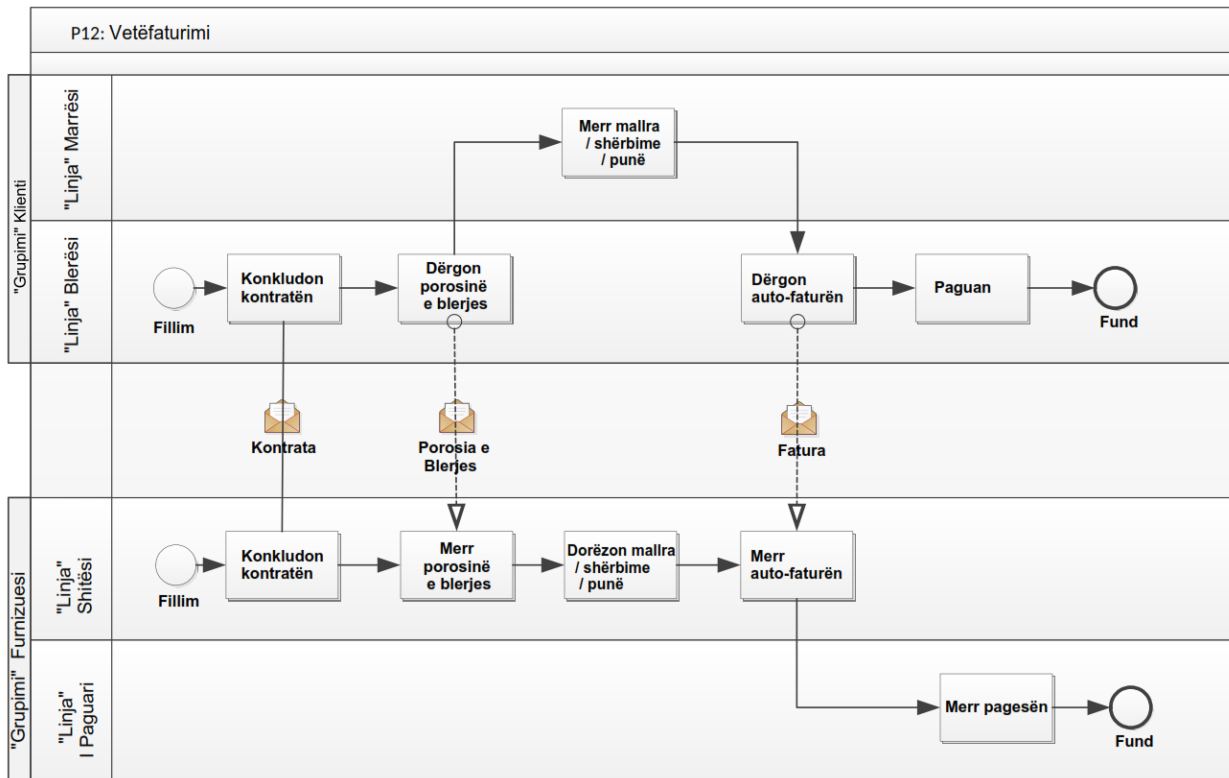 P12: Vetëfaturimi
"Grupimi" Klienti
"Linja" Marrësi
Merr mallra
/ shërbime
/ punë
"Linja" Blerësi
Fillim
Konkludon
kontratën
Dërgon
porosinë
e blerjes
Dërgon
auto-faturën
Paguan
Fund
Kontrata
Porosia e
Blerjes
Fatura
"Grupimi" Furnizuesi
"Linja"
Shitësi
Fillim
Konkludon
kontratën
Merr
porosinë
e blerjes
Dorëzon mallra
/ shërbime
/ punë
Merr
auto-faturën
"Linja"
I Paguari
Merr pagesën
Fund